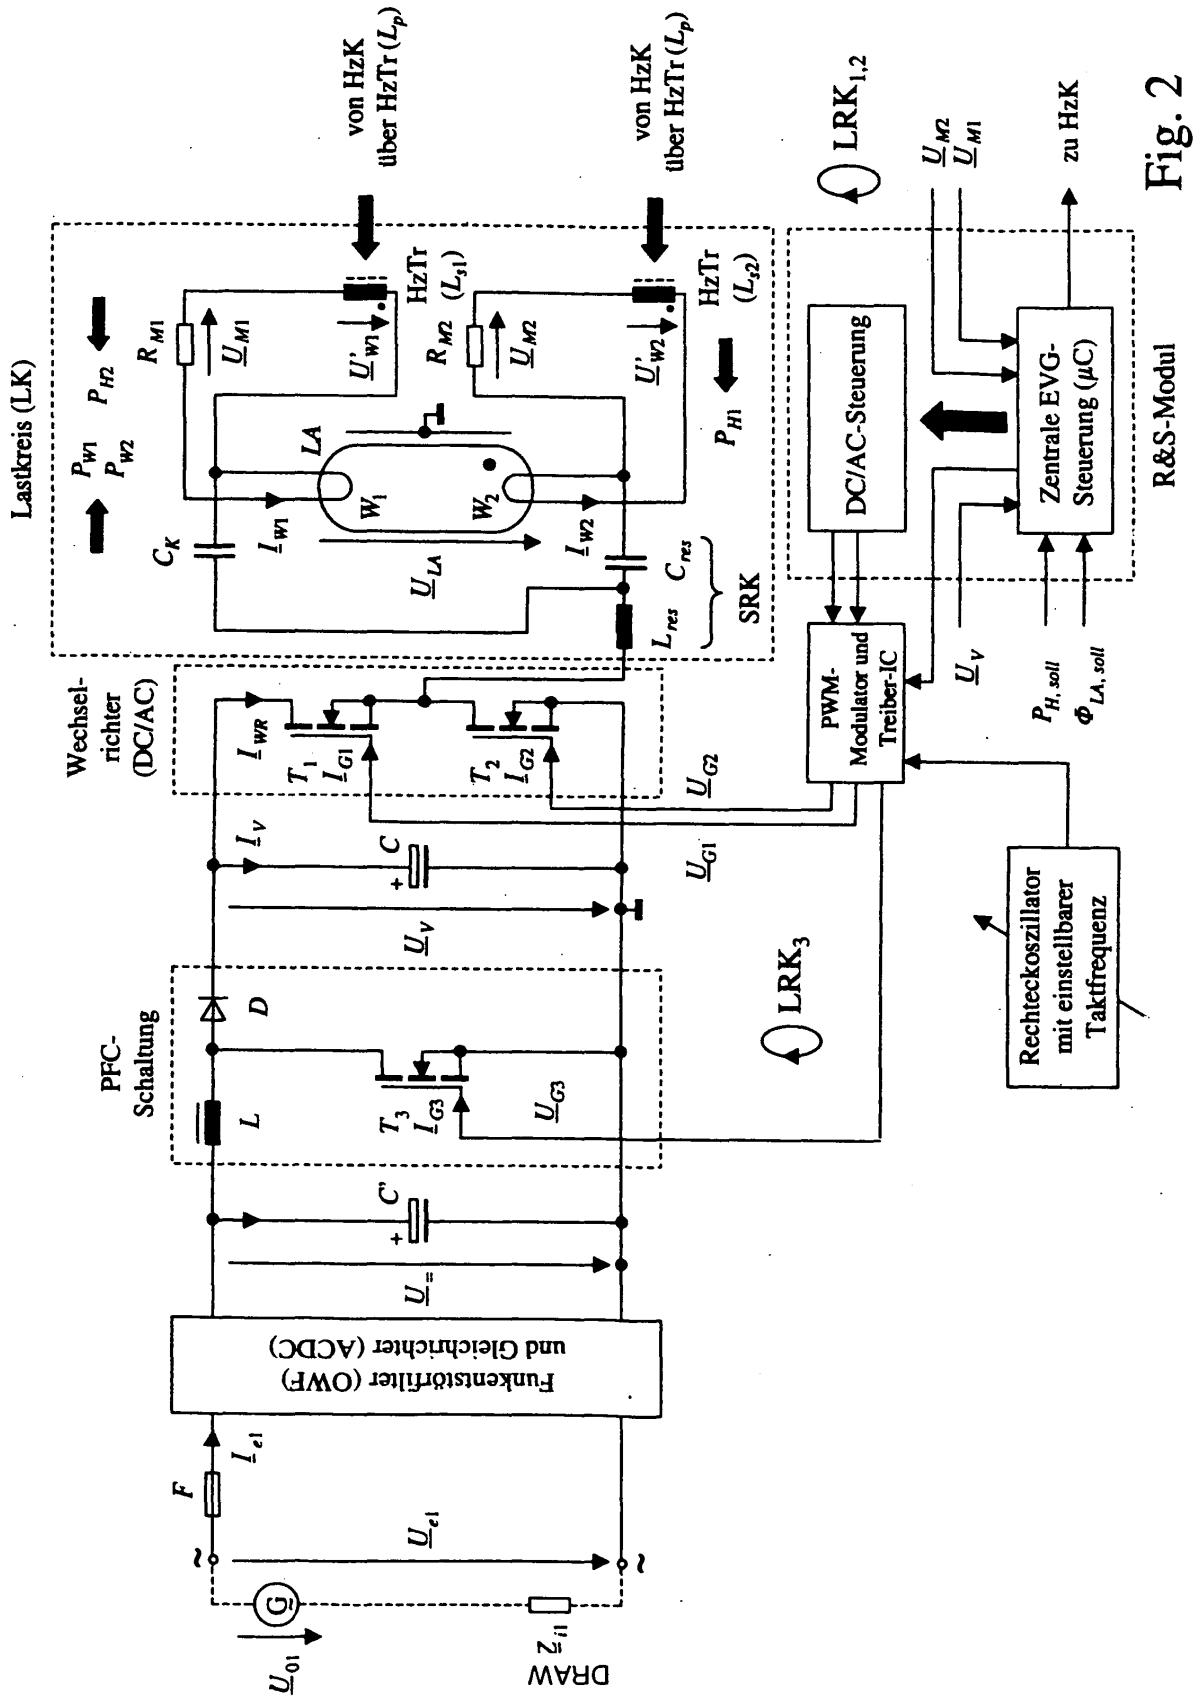 Lastkreis (LK)
Wechsel-
richter
(DC/AC)
PFC-
Schaltung
P_W1
P_W2
P_H2
C_K
R_M1
U_M1
I_W1
U'_W1
HzTr
(L_s1)
von HzK
über HzTr (L_p)
LA
W_1
W_2
U_LA
R_M2
U_M2
I_W2
U'_W2
HzTr
(L_s2)
von HzK
über HzTr (L_p)
P_H1
C_res
L_res
SRK
I_WR
T_1
I_G1
T_2
I_G2
U_G2
U_G1
I_V
C
+
U_V
D
L
T_3
I_G3
U_G3
LRK_3
C'
+
U_=
Funkentstörfilter (OWF)
und Gleichrichter (ACDC)
F
I_e1
U_e1
~
~
G
U_01
Z_i1
DRAW
LRK_1,2
DC/AC-Steuerung
Zentrale EVG-
Steuerung (µC)
R&S-Modul
U_M2
U_M1
zu HzK
U_V
P_H, soll
Φ_LA, soll
PWM-
Modulator und
Treiber-IC
Rechteckoszillator
mit einstellbarer
Taktfrequenz
Fig. 2